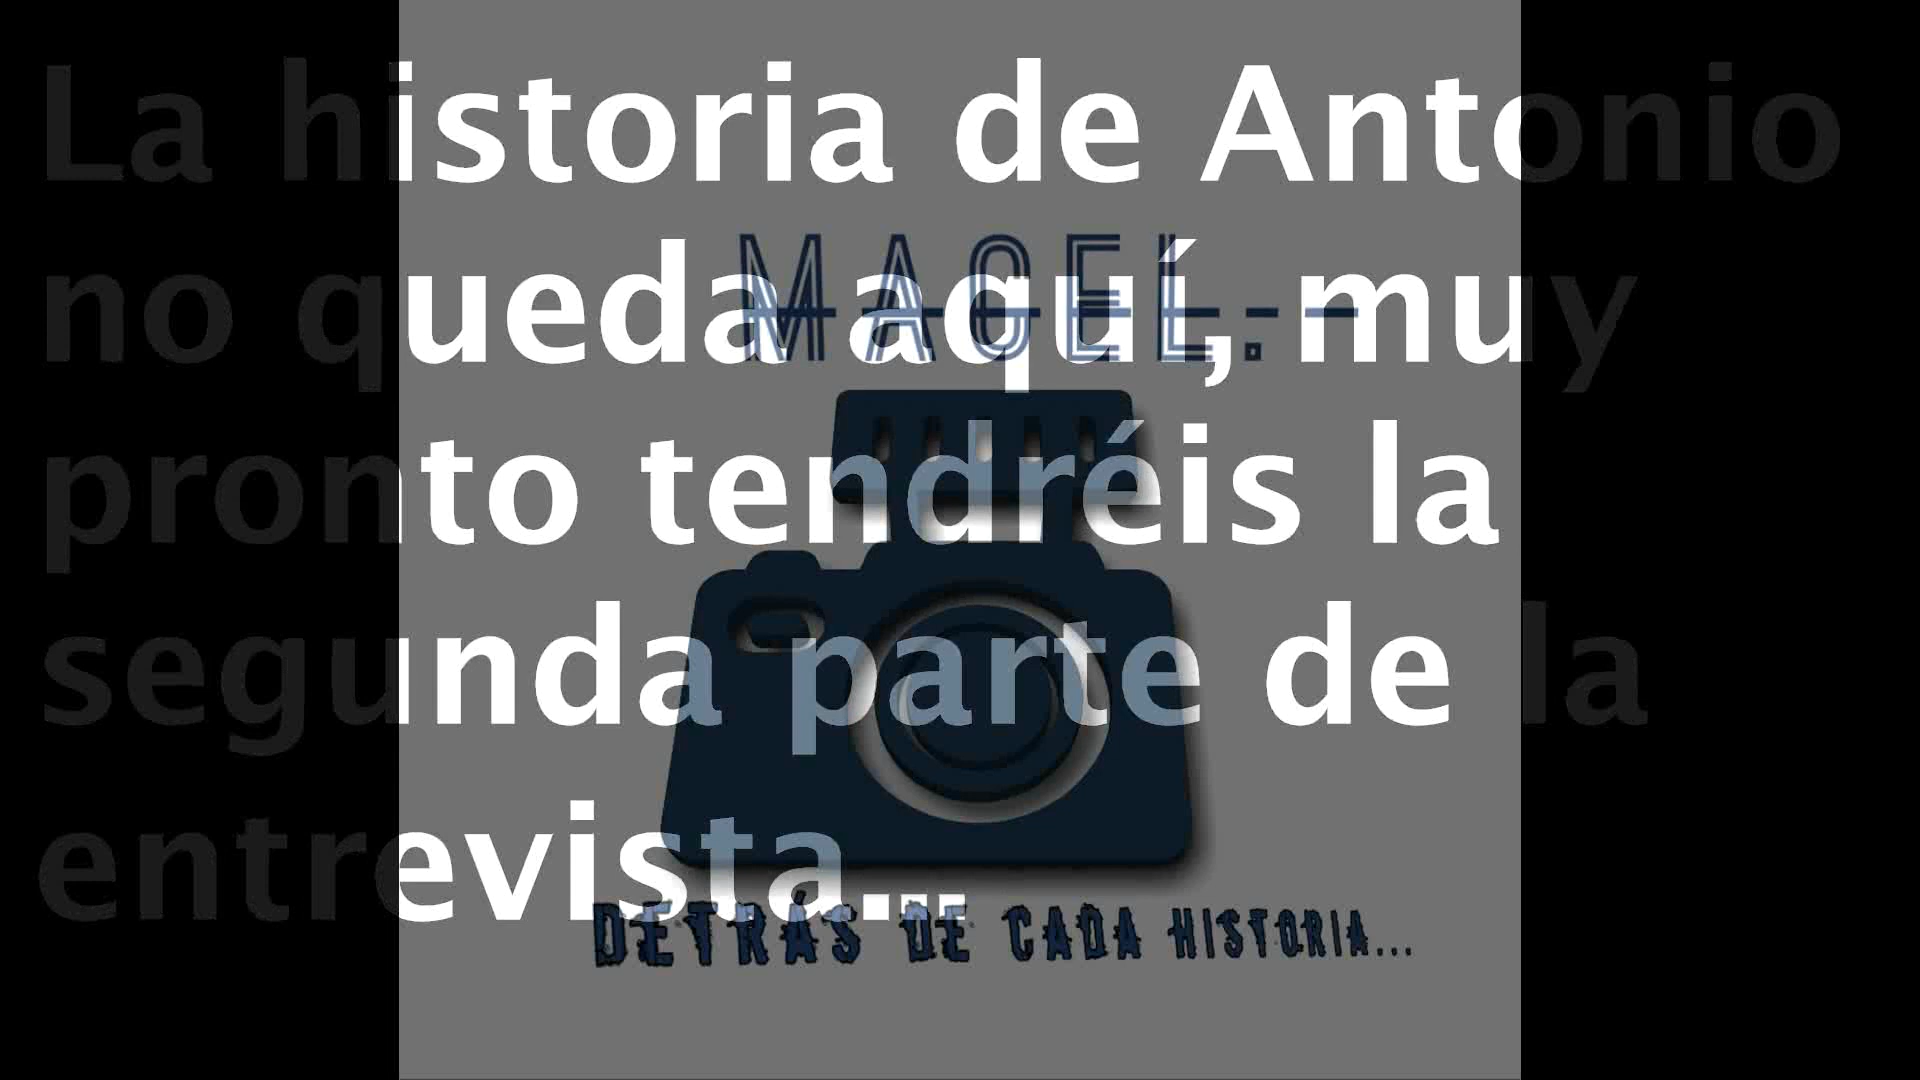 La historia de Antonio
no queda aquí, muy
pronto tendréis la
segunda parte de la
entrevista...
MAGEL.-
DETRÁS DE CADA HISTORIA...